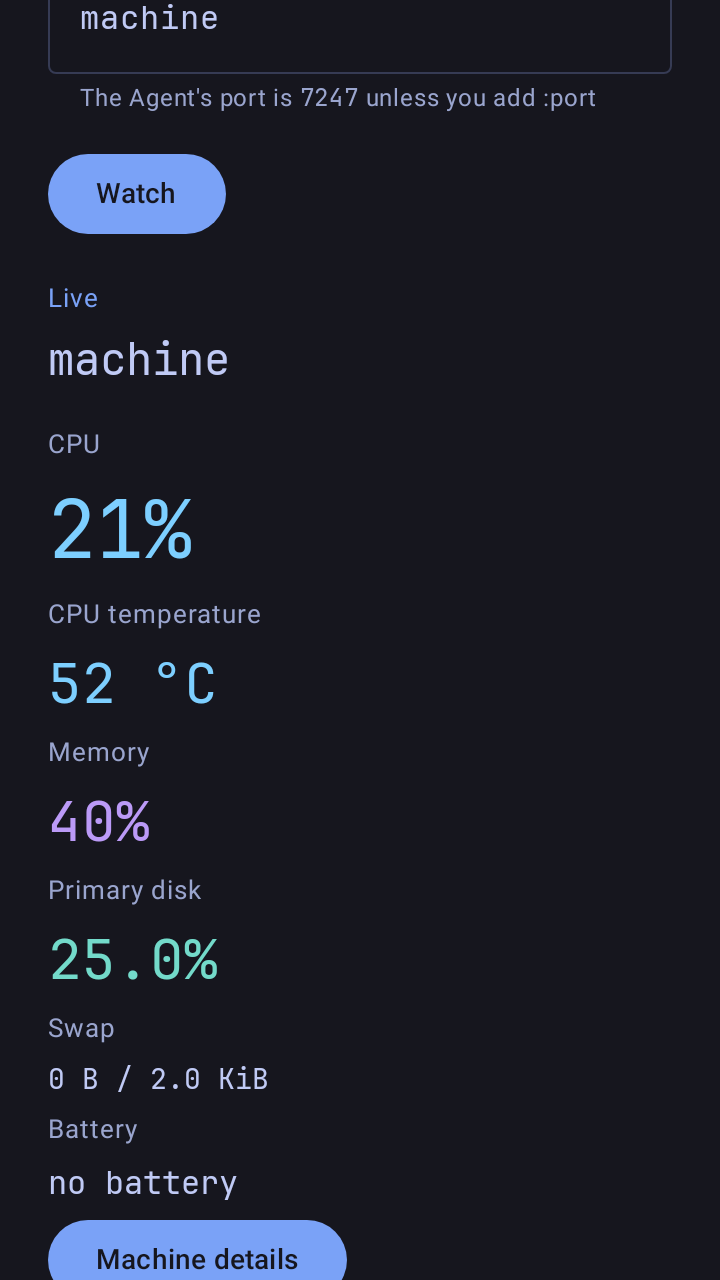 machine
The Agent's port is 7247 unless you add :port
Watch
Live
machine
CPU
21%
CPU temperature
52 °C
Memory
40%
Primary disk
25.0%
Swap
0 B / 2.0 KiB
Battery
no battery
Machine details